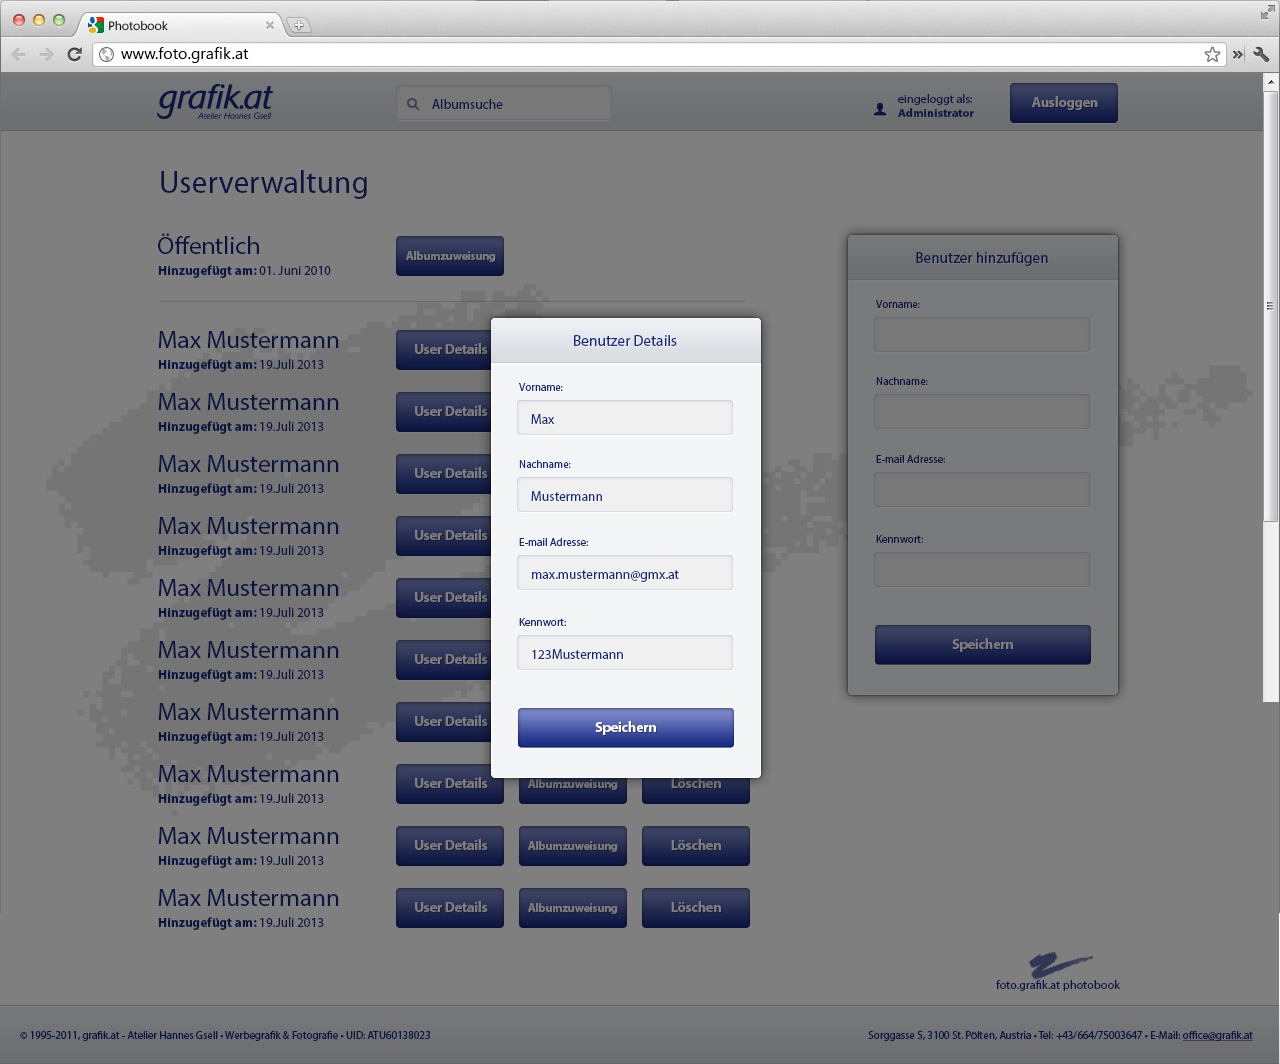 Photobook
www.foto.grafik.at
grafik.at
Atelier Hannes Gsell
Albumsuche
eingeloggt als:
Administrator
Ausloggen
Userverwaltung
Öffentlich
Hinzugefügt am: 01. Juni 2010
Albumzuweisung
Max Mustermann
Hinzugefügt am: 19.Juli 2013
User Details
Max Mustermann
Hinzugefügt am: 19.Juli 2013
User Details
Max Mustermann
Hinzugefügt am: 19.Juli 2013
User Details
Max Mustermann
Hinzugefügt am: 19.Juli 2013
User Details
Max Mustermann
Hinzugefügt am: 19.Juli 2013
User Details
Max Mustermann
Hinzugefügt am: 19.Juli 2013
User Details
Max Mustermann
Hinzugefügt am: 19.Juli 2013
User Details
Max Mustermann
Hinzugefügt am: 19.Juli 2013
User Details Albumzuweisung Löschen
Max Mustermann
Hinzugefügt am: 19.Juli 2013
User Details Albumzuweisung Löschen
Max Mustermann
Hinzugefügt am: 19.Juli 2013
User Details Albumzuweisung Löschen
Benutzer Details
Vorname:
Max
Nachname:
Mustermann
E-mail Adresse:
max.mustermann@gmx.at
Kennwort:
123Mustermann
Speichern
Benutzer hinzufügen
Vorname:
Nachname:
E-mail Adresse:
Kennwort:
Speichern
foto.grafik.at photobook
© 1995-2011, grafik.at - Atelier Hannes Gsell • Werbegrafik & Fotografie • UID: ATU60138023
Sorggasse 5, 3100 St. Pölten, Austria • Tel: +43/664/75003647 • E-Mail: office@grafik.at